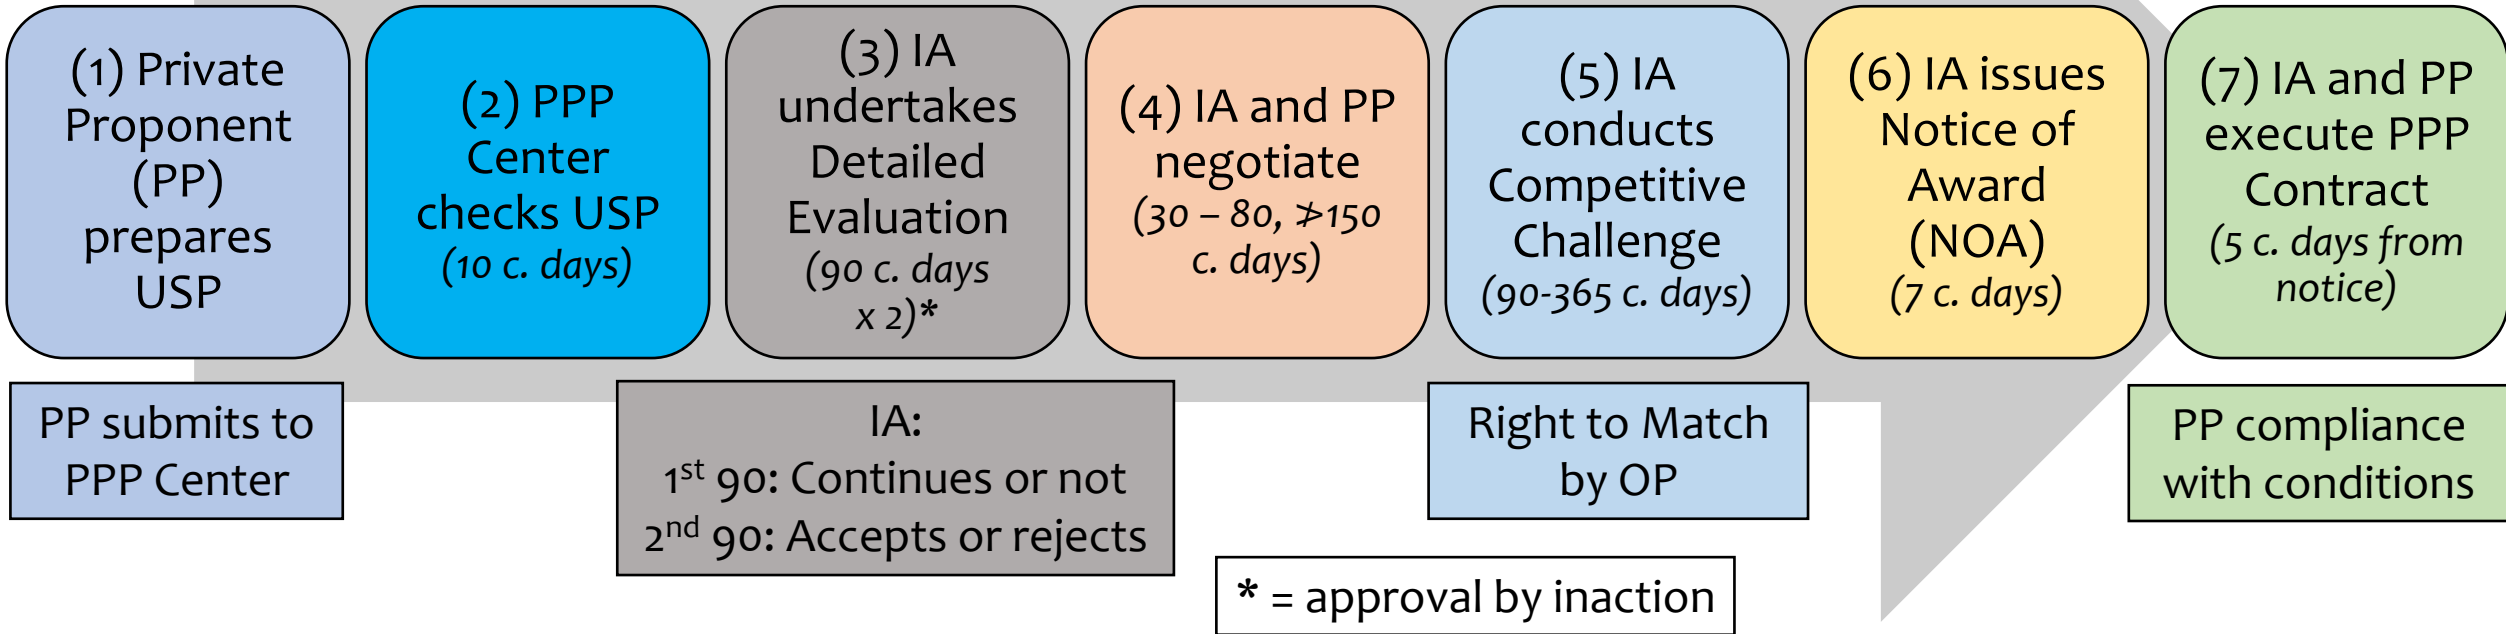 (1) Private
Proponent
(PP)
prepares
USP
(2) PPP
Center
checks USP
(10 c. days)
(3) IA
undertakes
Detailed
Evaluation
(90 c. days
x 2)*
(4) IA and PP
negotiate
(30 – 80, ≯150
c. days)
(5) IA
conducts
Competitive
Challenge
(90-365 c. days)
(6) IA issues
Notice of
Award
(NOA)
(7 c. days)
(7) IA and PP
execute PPP
Contract
(5 c. days from
notice)
PP submits to
PPP Center
IA:
1st 90: Continues or not
2nd 90: Accepts or rejects
Right to Match
by OP
PP compliance
with conditions
* = approval by inaction